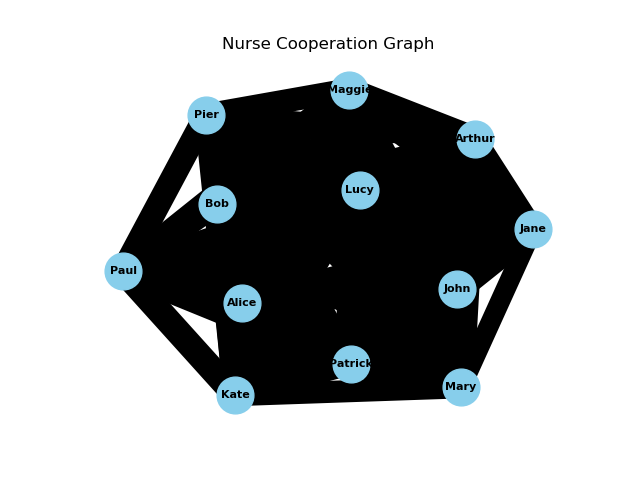 Nurse Cooperation Graph
Maggie
Pier
Arthur
Lucy
Bob
Jane
Paul
John
Alice
Patrick
Mary
Kate